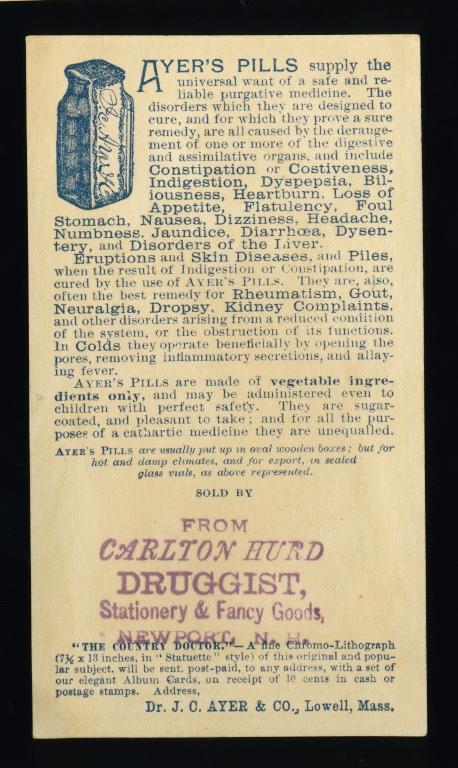 AYER'S PILLS supply the
universal want of a safe and re-
liable purgative medicine. The
disorders which they are designed to
cure, and for which they prove a sure
remedy, are all caused by the derange-
ment of one or more of the digestive
and assimilative organs, and include
Constipation or Costiveness,
Indigestion, Dyspepsia, Bil-
iousness, Heartburn, Loss of
Appetite, Flatulency, Foul
Stomach, Nausea, Dizziness, Headache,
Numbness, Jaundice, Diarrhœa, Dysen-
tery, and Disorders of the Liver.
Eruptions and Skin Diseases, and Piles,
when the result of Indigestion or Constipation, are
cured by the use of AYER'S PILLS. They are, also,
often the best remedy for Rheumatism, Gout,
Neuralgia, Dropsy, Kidney Complaints,
and other disorders arising from a reduced condition
of the system, or the obstruction of its functions.
In Colds they operate beneficially by opening the
pores, removing inflammatory secretions, and allay-
ing fever.
AYER'S PILLS are made of vegetable ingre-
dients only, and may be administered even to
children with perfect safety. They are sugar-
coated, and pleasant to take; and for all the pur-
poses of a cathartic medicine they are unequalled.
AYER'S PILLS are usually put up in oval wooden boxes; but for
hot and damp climates, and for export, in sealed
glass vials, as above represented.
SOLD BY
FROM
CARLTON HURD
DRUGGIST,
Stationery & Fancy Goods,
NEWPORT, N. H.
"THE COUNTRY DOCTOR."—A fine Chromo-Lithograph
(7½ x 13 inches, in "Statuette" style) of this original and popu-
lar subject, will be sent, post-paid, to any address, with a set of
our elegant Album Cards, on receipt of 10 cents in cash or
postage stamps. Address,
Dr. J. C. AYER & CO., Lowell, Mass.